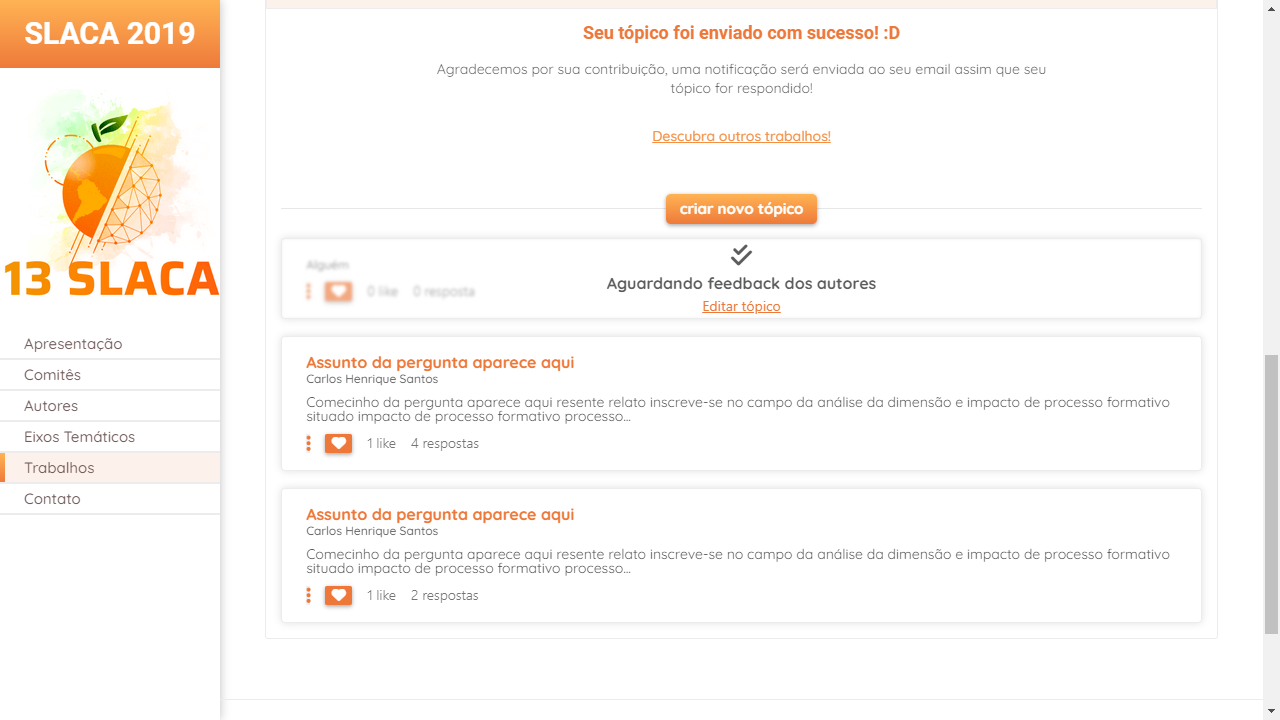 SLACA 2019
13 SLACA
Apresentação
Comitês
Autores
Eixos Temáticos
Trabalhos
Contato
Seu tópico foi enviado com sucesso! :D
Agradecemos por sua contribuição, uma notificação será enviada ao seu email assim que seu
tópico for respondido!
Descubra outros trabalhos!
criar novo tópico
Alguém
0 like 0 resposta
Aguardando feedback dos autores
Editar tópico
Assunto da pergunta aparece aqui
Carlos Henrique Santos
Comecinho da pergunta aparece aqui resente relato inscreve-se no campo da análise da dimensão e impacto de processo formativo
situado impacto de processo formativo processo...
1 like 4 respostas
Assunto da pergunta aparece aqui
Carlos Henrique Santos
Comecinho da pergunta aparece aqui resente relato inscreve-se no campo da análise da dimensão e impacto de processo formativo
situado impacto de processo formativo processo...
1 like 2 respostas